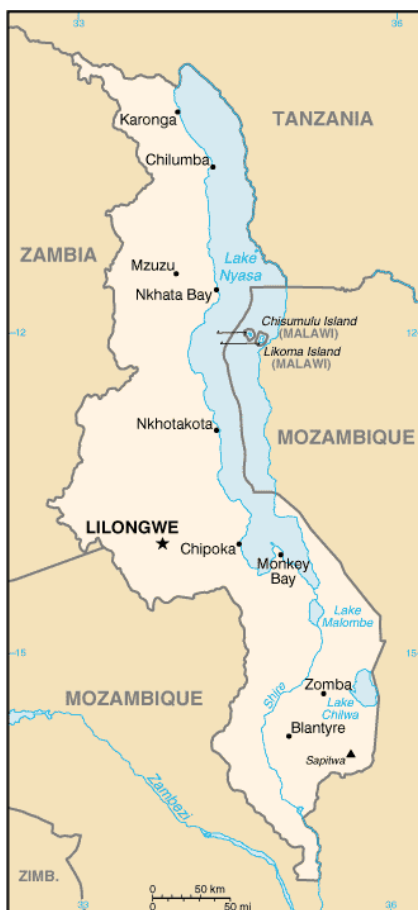 33
36
Karonga
TANZANIA
Chilumba
ZAMBIA
Lake
Nyasa
Mzuzu
Nkhata Bay
Chisumulu Island
(MALAWI)
12
12
Likoma Island
(MALAWI)
Nkhotakota
MOZAMBIQUE
LILONGWE
Chipoka
Monkey
Bay
Lake
Malombe
15
15
MOZAMBIQUE
Shire
Zomba
Lake
Chilwa
Blantyre
Sapitwa
Zambezi
ZIMB.
0 50 km
0 50 mi
33
36